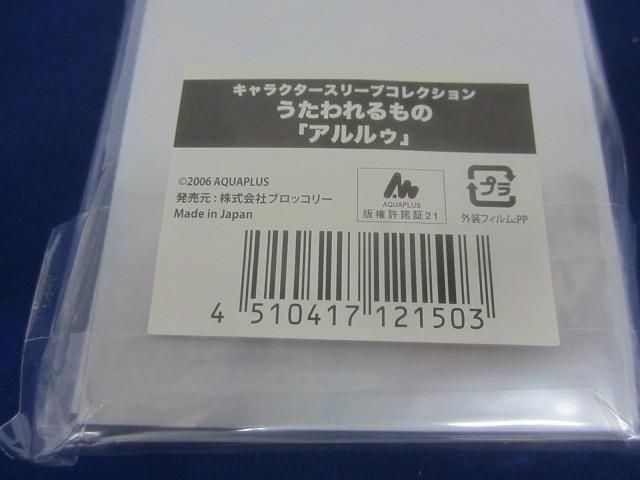 キャラクタースリーブコレクション
うたわれるもの
『アルルゥ』
©2006 AQUAPLUS
発売元:株式会社ブロッコリー
Made in Japan
AQUAPLUS
版権許諾証21
プラ
外装フィルム:PP
4 510417 121503